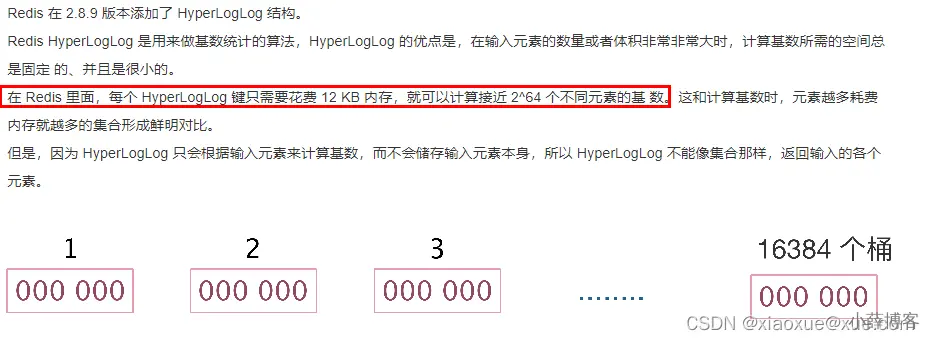 Redis 在 2.8.9 版本添加了 HyperLogLog 结构。
Redis HyperLogLog 是用来做基数统计的算法，HyperLogLog 的优点是，在输入元素的数量或者体积非常非常大时，计算基数所需的空间总
是固定 的、并且是很小的。
在 Redis 里面，每个 HyperLogLog 键只需要花费 12 KB 内存，就可以计算接近 2^64 个不同元素的基 数。这和计算基数时，元素越多耗费
内存就越多的集合形成鲜明对比。
但是，因为 HyperLogLog 只会根据输入元素来计算基数，而不会储存输入元素本身，所以 HyperLogLog 不能像集合那样，返回输入的各个
元素。
1 2 3 16384 个桶
000 000 000 000 000 000 ........ 000 000
CSDN @xiaoxue@xue.com
小薛博客